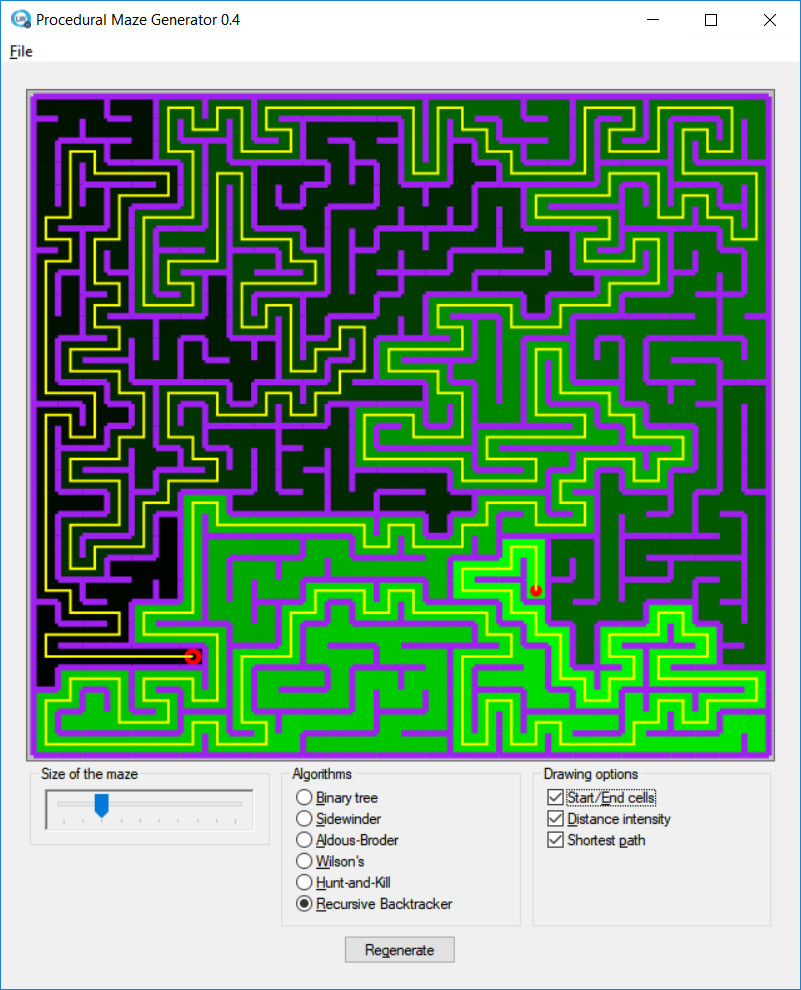 LW
Procedural Maze Generator 0.4
File
Size of the maze
Algorithms
Binary tree
Sidewinder
Aldous-Broder
Wilson's
Hunt-and-Kill
Recursive Backtracker
Drawing options
Start/End cells
Distance intensity
Shortest path
Regenerate